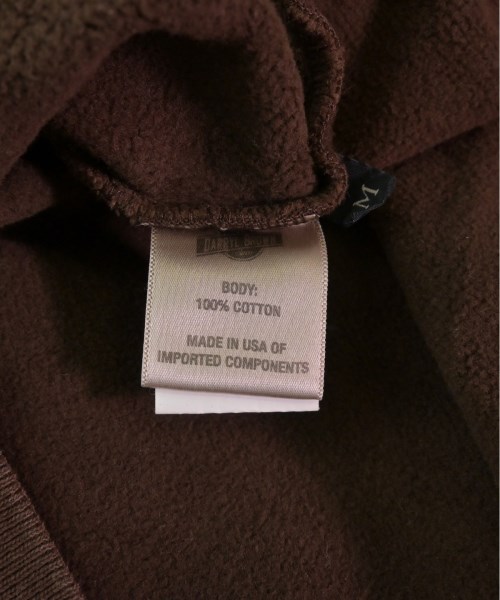 M
BODY:
100% COTTON
MADE IN USA OF
IMPORTED COMPONENTS